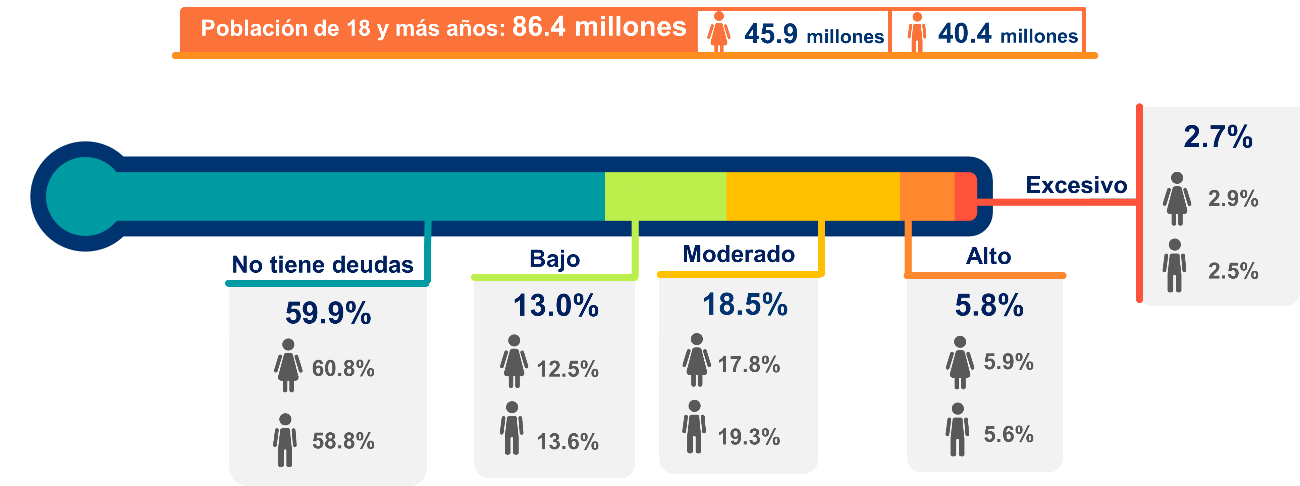 Población de 18 y más años: 86.4 millones
45.9 millones
40.4 millones
Excesivo
2.7%
2.9%
2.5%
No tiene deudas
59.9%
60.8%
58.8%
Bajo
13.0%
12.5%
13.6%
Moderado
18.5%
17.8%
19.3%
Alto
5.8%
5.9%
5.6%